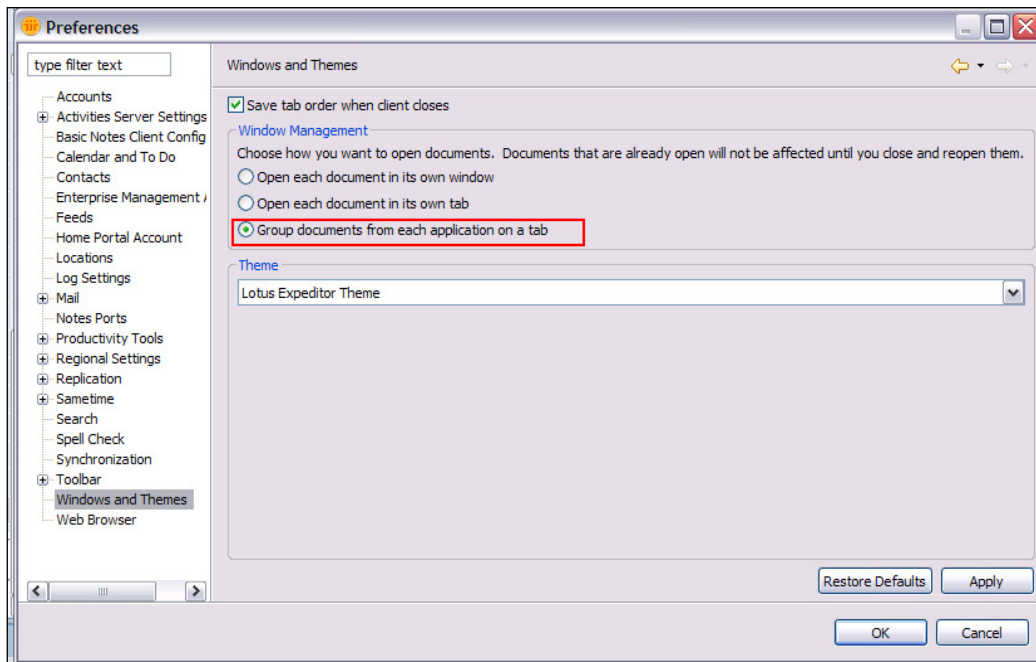 Preferences
type filter text
Windows and Themes
Accounts
Activities Server Settings
Basic Notes Client Config
Calendar and To Do
Contacts
Enterprise Management
Feeds
Home Portal Account
Locations
Log Settings
Mail
Notes Ports
Productivity Tools
Regional Settings
Replication
Sametime
Search
Spell Check
Synchronization
Toolbar
Windows and Themes
Web Browser
Save tab order when client closes
Window Management
Choose how you want to open documents. Documents that are already open will not be affected until you close and reopen them.
Open each document in its own window
Open each document in its own tab
Group documents from each application on a tab
Theme
Lotus Expeditor Theme
Restore Defaults
Apply
OK
Cancel